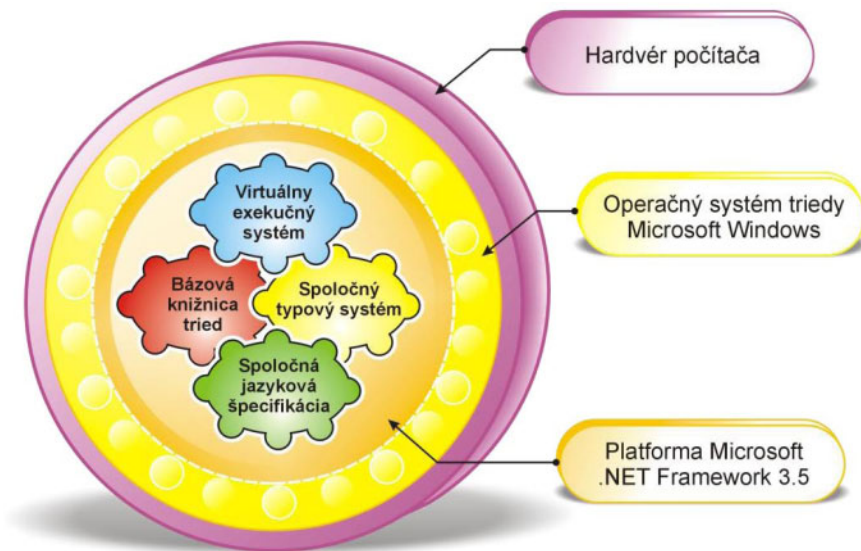 Hardvér počítača
Operačný systém triedy
Microsoft Windows
Virtuálny
exekučný
systém
Bázová
knižnica
tried
Spoločný
typový systém
Spoločná
jazyková
špecifikácia
Platforma Microsoft
.NET Framework 3.5